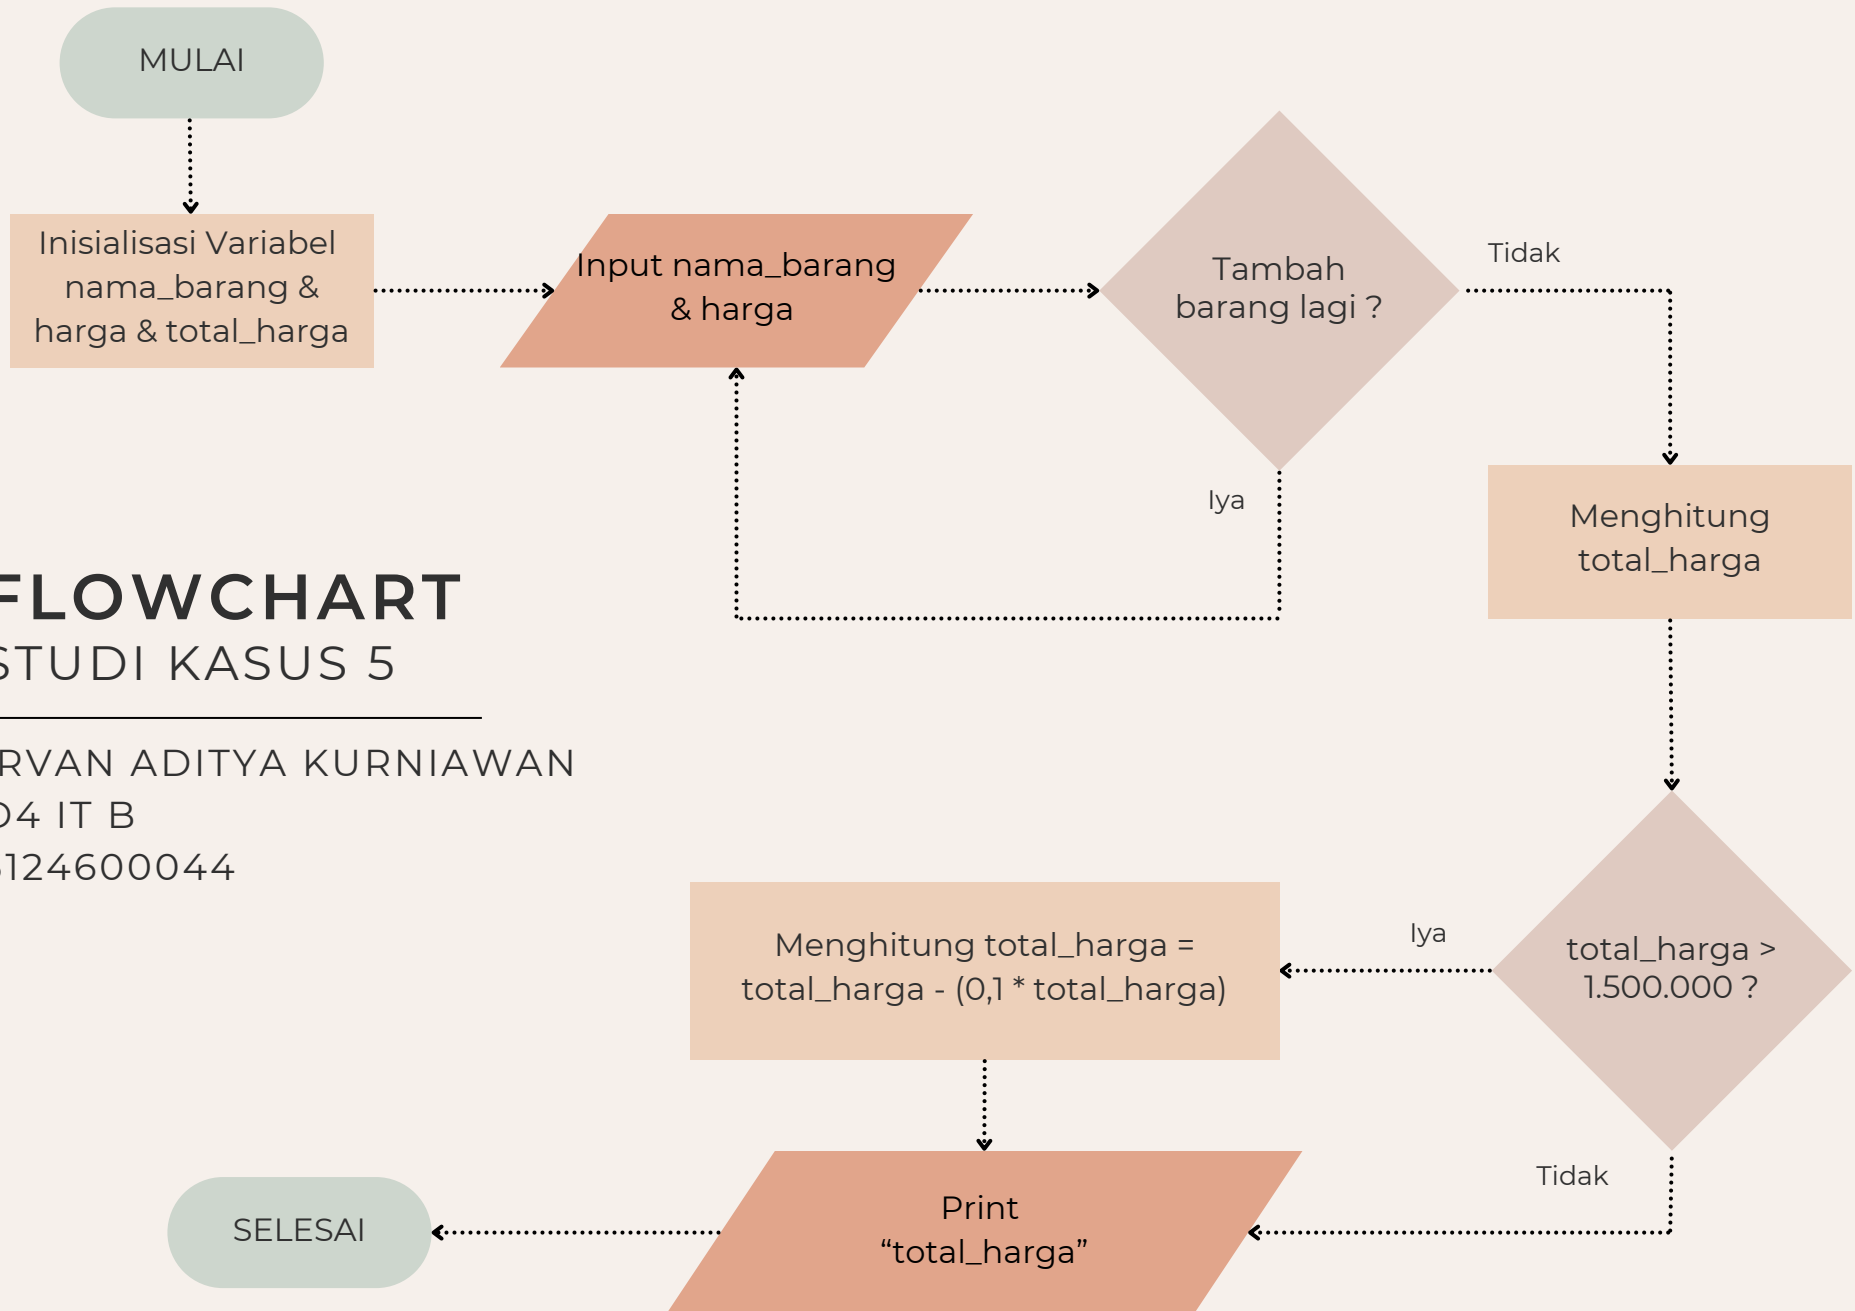 MULAI
Inisialisasi Variabel
nama_barang &
harga & total_harga
Input nama_barang
& harga
Tambah
barang lagi ?
Tidak
Iya
Menghitung
total_harga
FLOWCHART
STUDI KASUS 5
RVAN ADITYA KURNIAWAN
D4 IT B
3124600044
total_harga >
1.500.000 ?
Iya
Menghitung total_harga =
total_harga - (0,1 * total_harga)
Tidak
Print
“total_harga”
SELESAI